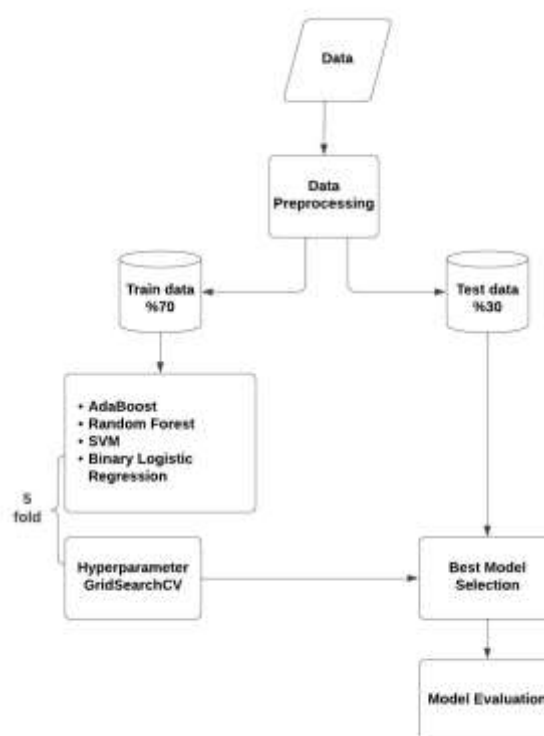 Data
Data
Preprocessing
Train data
%70
Test data
%30
• AdaBoost
• Random Forest
• SVM
• Binary Logistic
Regression
5
fold
Hyperparameter
GridSearchCV
Best Model
Selection
Model Evaluation